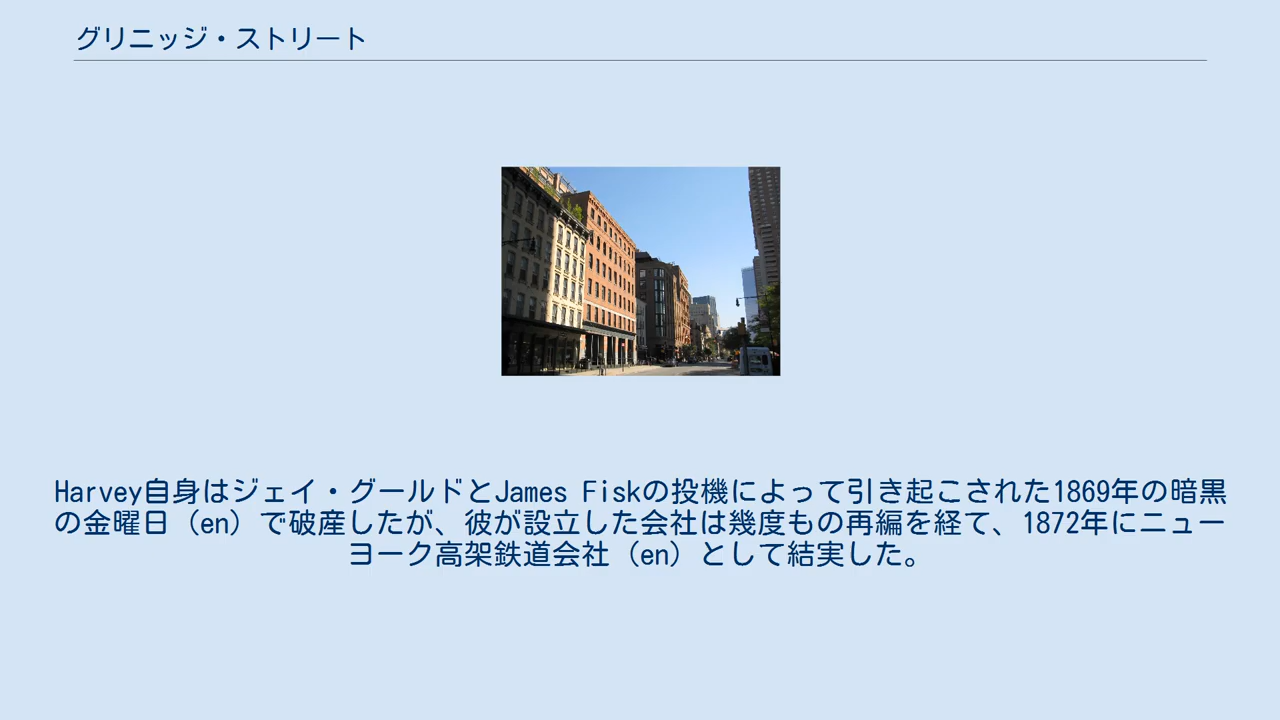 グリニッジ・ストリート
Harvey自身はジェイ・グールドとJames Fiskの投機によって引き起こされた1869年の暗黒
の金曜日（en）で破産したが、彼が設立した会社は幾度もの再編を経て、1872年にニュー
ヨーク高架鉄道会社（en）として結実した。